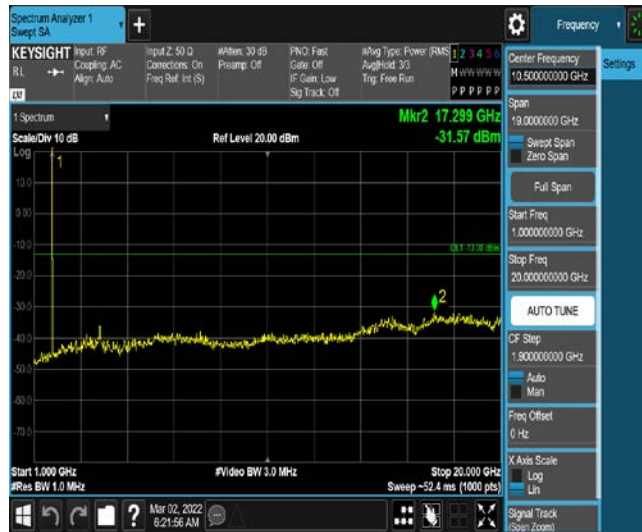 Spectrum Analyzer 1
Swept SA
Frequency
KEYSIGHT
RL
LXI
Input: RF
Coupling: AC
Align: Auto
Input Z: 50 Ω
Corrections: On
Freq Ref: Int (S)
#Atten: 30 dB
Preamp: Off
PNO: Fast
Gate: Off
IF Gain: Low
Sig Track: Off
#Avg Type: Power (RMS
Avg|Hold: 3/3
Trig: Free Run
1 2 3 4 5 6
M W W W W W
P P P P P P
1 Spectrum
Scale/Div 10 dB
Ref Level 20.00 dBm
Mkr2 17.299 GHz
-31.57 dBm
Log
1
10.0
0.00
-10.0
DL1 -13.00 dBm
-20.0
-30.0
2
-40.0
-50.0
-60.0
-70.0
Start 1.000 GHz
#Res BW 1.0 MHz
#Video BW 3.0 MHz
Stop 20.000 GHz
Sweep ~52.4 ms (1000 pts)
Mar 02, 2022
6:21:56 AM
Center Frequency
10.500000000 GHz
Span
19.0000000 GHz
Swept Span
Zero Span
Full Span
Start Freq
1.000000000 GHz
Stop Freq
20.000000000 GHz
AUTO TUNE
CF Step
1.900000000 GHz
Auto
Man
Freq Offset
0 Hz
X Axis Scale
Log
Lin
Signal Track
(Span Zoom)
Settings